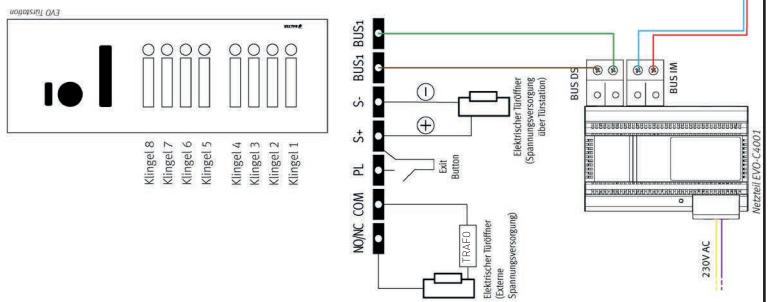 EVO Türstation
BALTER
Klingel 8
Klingel 7
Klingel 6
Klingel 5
Klingel 4
Klingel 3
Klingel 2
Klingel 1
BUS1
BUS1
S-
S+
PL
COM
NO/NC
Exit
Button
Elektrischer Türöffner
(Spannungsversorgung
über Türstation)
TRAFO
Elektrischer Türöffner
(Externe
Spannungsversorgung)
BUS DS
BUS IM
Netzteil EVO-C4001
230V AC